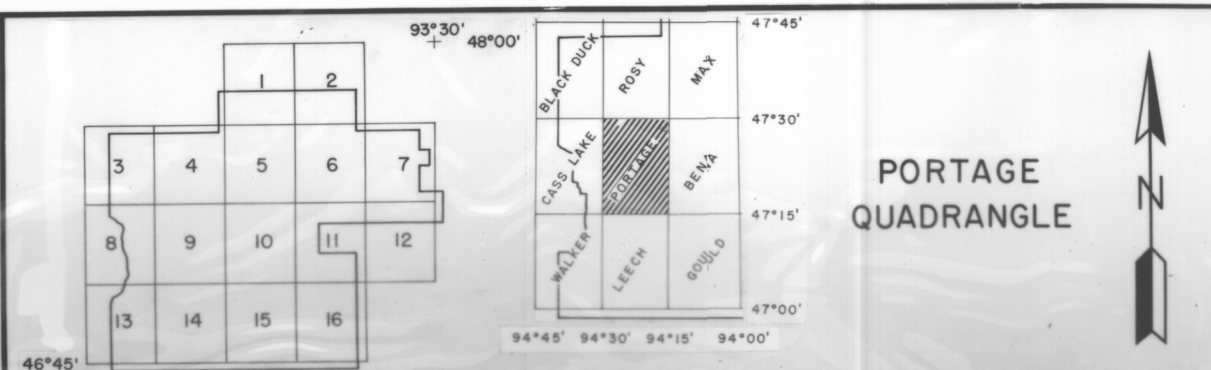 93°30'
48°00'
1 2
3 4 5 6 7
8 9 10 11 12
13 14 15 16
46°45'
47°45'
BLACK DUCK
ROSY
MAX
47°30'
CASS LAKE
PORTAGE
BENA
47°15'
WALKER
LEECH
GOULD
47°00'
94°45' 94°30' 94°15' 94°00'
PORTAGE
QUADRANGLE
N